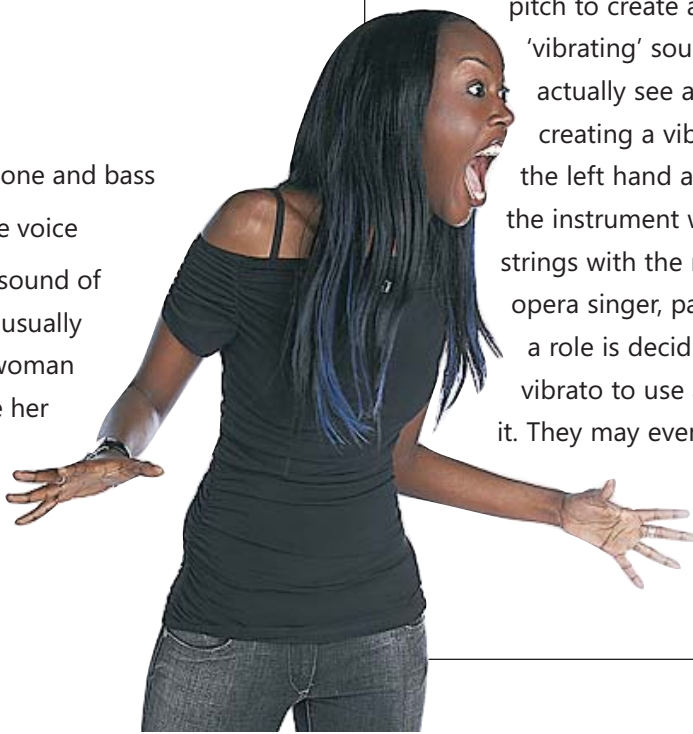 one and bass
e voice
sound of
usually
woman
e her
pitch to create a
'vibrating' sou
actually see a
creating a vib
the left hand a
the instrument w
strings with the
opera singer, pa
a role is decid
vibrato to use
it. They may ever